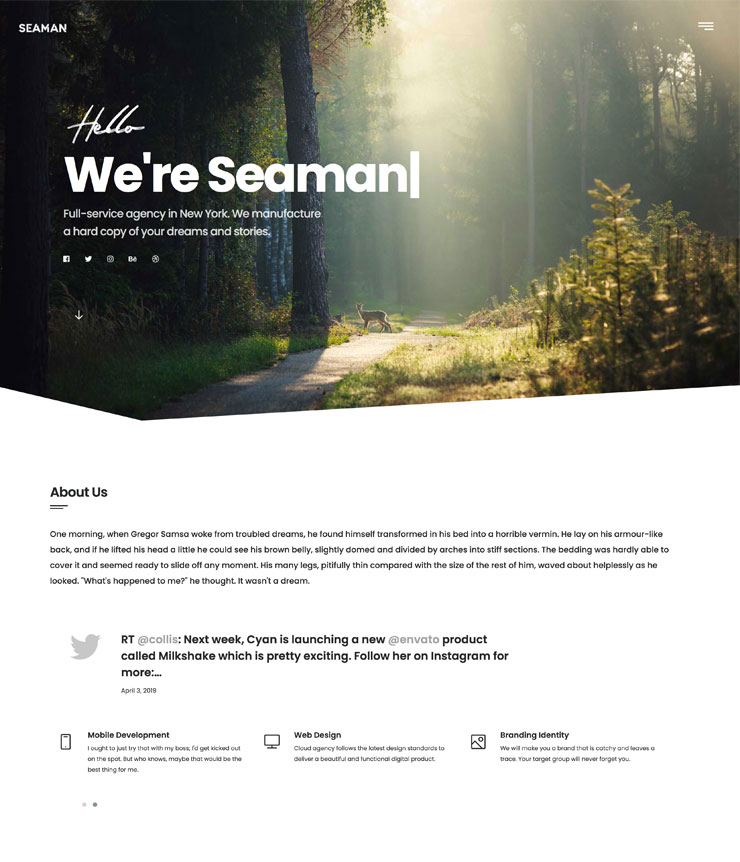 SEAMAN
Hello
We're Seaman|
Full-service agency in New York. We manufacture
a hard copy of your dreams and stories.
Bē
About Us
One morning, when Gregor Samsa woke from troubled dreams, he found himself transformed in his bed into a horrible vermin. He lay on his armour-like
back, and if he lifted his head a little he could see his brown belly, slightly domed and divided by arches into stiff sections. The bedding was hardly able to
cover it and seemed ready to slide off any moment. His many legs, pitifully thin compared with the size of the rest of him, waved about helplessly as he
looked. "What's happened to me?" he thought. It wasn't a dream.
RT @collis: Next week, Cyan is launching a new @envato product
called Milkshake which is pretty exciting. Follow her on Instagram for
more:...
April 3, 2019
Mobile Development
I ought to just try that with my boss; I'd get kicked out
on the spot. But who knows, maybe that would be the
best thing for me.
Web Design
Cloud agency follows the latest design standards to
deliver a beautiful and functional digital product.
Branding Identity
We will make you a brand that is catchy and leaves a
trace. Your target group will never forget you.